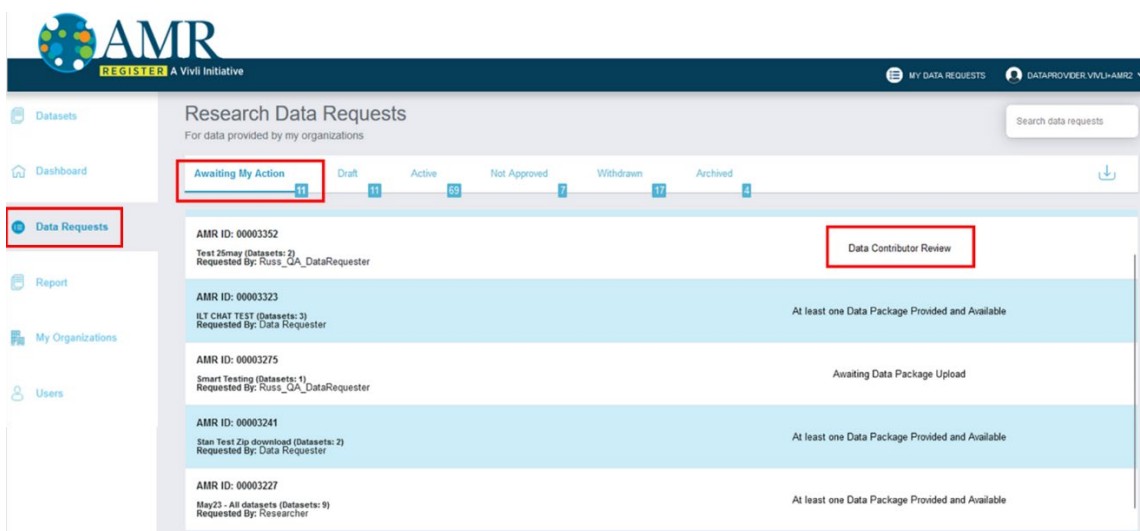 AMR
REGISTER A Vivli Initiative
MY DATA REQUESTS
DATAPROVIDER.VIVLI+AMR2
Datasets
Dashboard
Data Requests
Report
My Organizations
Users
Research Data Requests
For data provided by my organizations
Search data requests
Awaiting My Action 11 Draft 11 Active 69 Not Approved 7 Withdrawn 17 Archived 4
AMR ID: 00003352
Test 25may (Datasets: 2)
Requested By: Russ_QA_DataRequester
Data Contributor Review
AMR ID: 00003323
ILT CHAT TEST (Datasets: 3)
Requested By: Data Requester
At least one Data Package Provided and Available
AMR ID: 00003275
Smart Testing (Datasets: 1)
Requested By: Russ_QA_DataRequester
Awaiting Data Package Upload
AMR ID: 00003241
Stan Test Zip download (Datasets: 2)
Requested By: Data Requester
At least one Data Package Provided and Available
AMR ID: 00003227
May23 - All datasets (Datasets: 9)
Requested By: Researcher
At least one Data Package Provided and Available